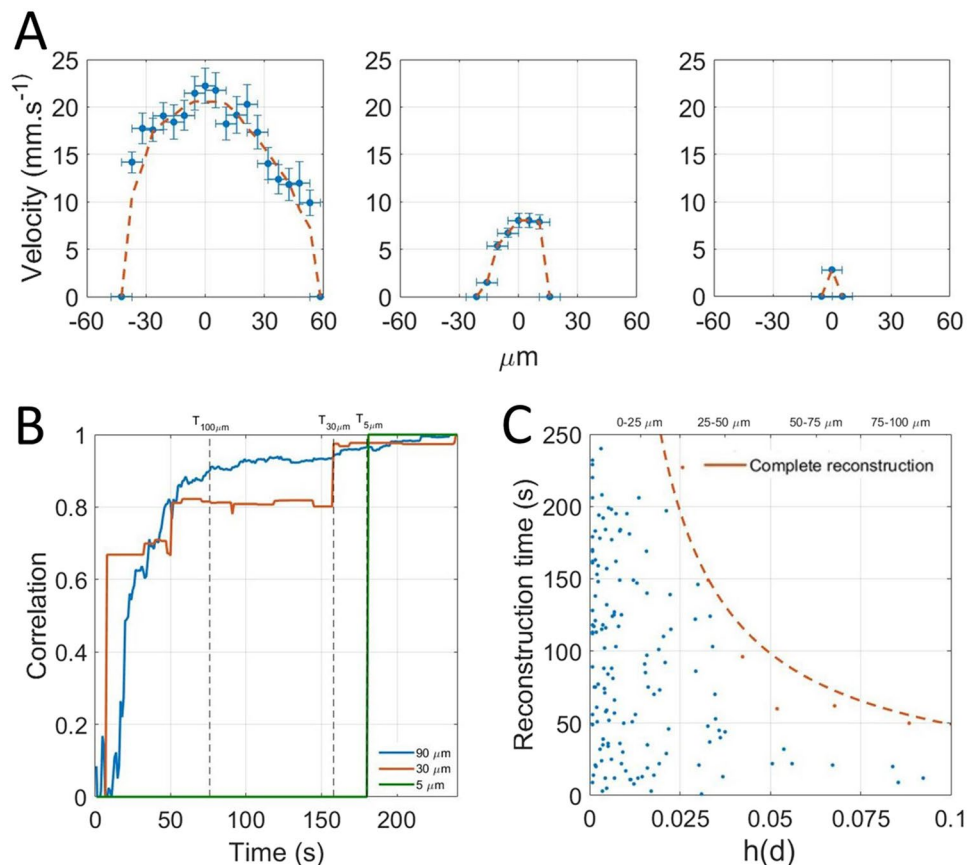 A
Velocity (mm.s⁻¹)
25
20
15
10
5
0
-60 -30 0 30 60
25
20
15
10
5
0
-60 -30 0 30 60
25
20
15
10
5
0
-60 -30 0 30 60
μm
B
T100μm T30μm T5μm
Correlation
1
0.8
0.6
0.4
0.2
0
90 μm
30 μm
5 μm
0 50 100 150 200
Time (s)
C
0-25 μm 25-50 μm 50-75 μm 75-100 μm
Reconstruction time (s)
250
200
150
100
50
0
Complete reconstruction
0 0.025 0.05 0.075 0.1
h(d)